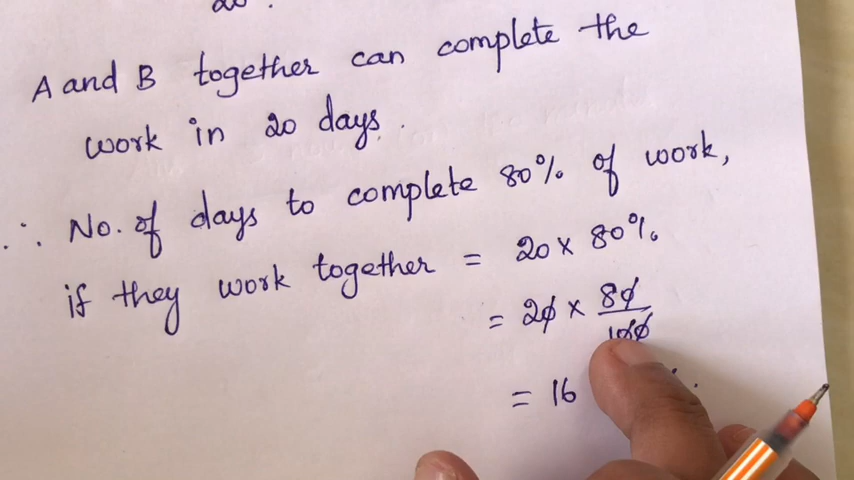 A and B together can complete the
work in 20 days.
∴ No. of days to complete 80% of work,
if they work together = 20 × 80%
= 20 × 80/100
= 16